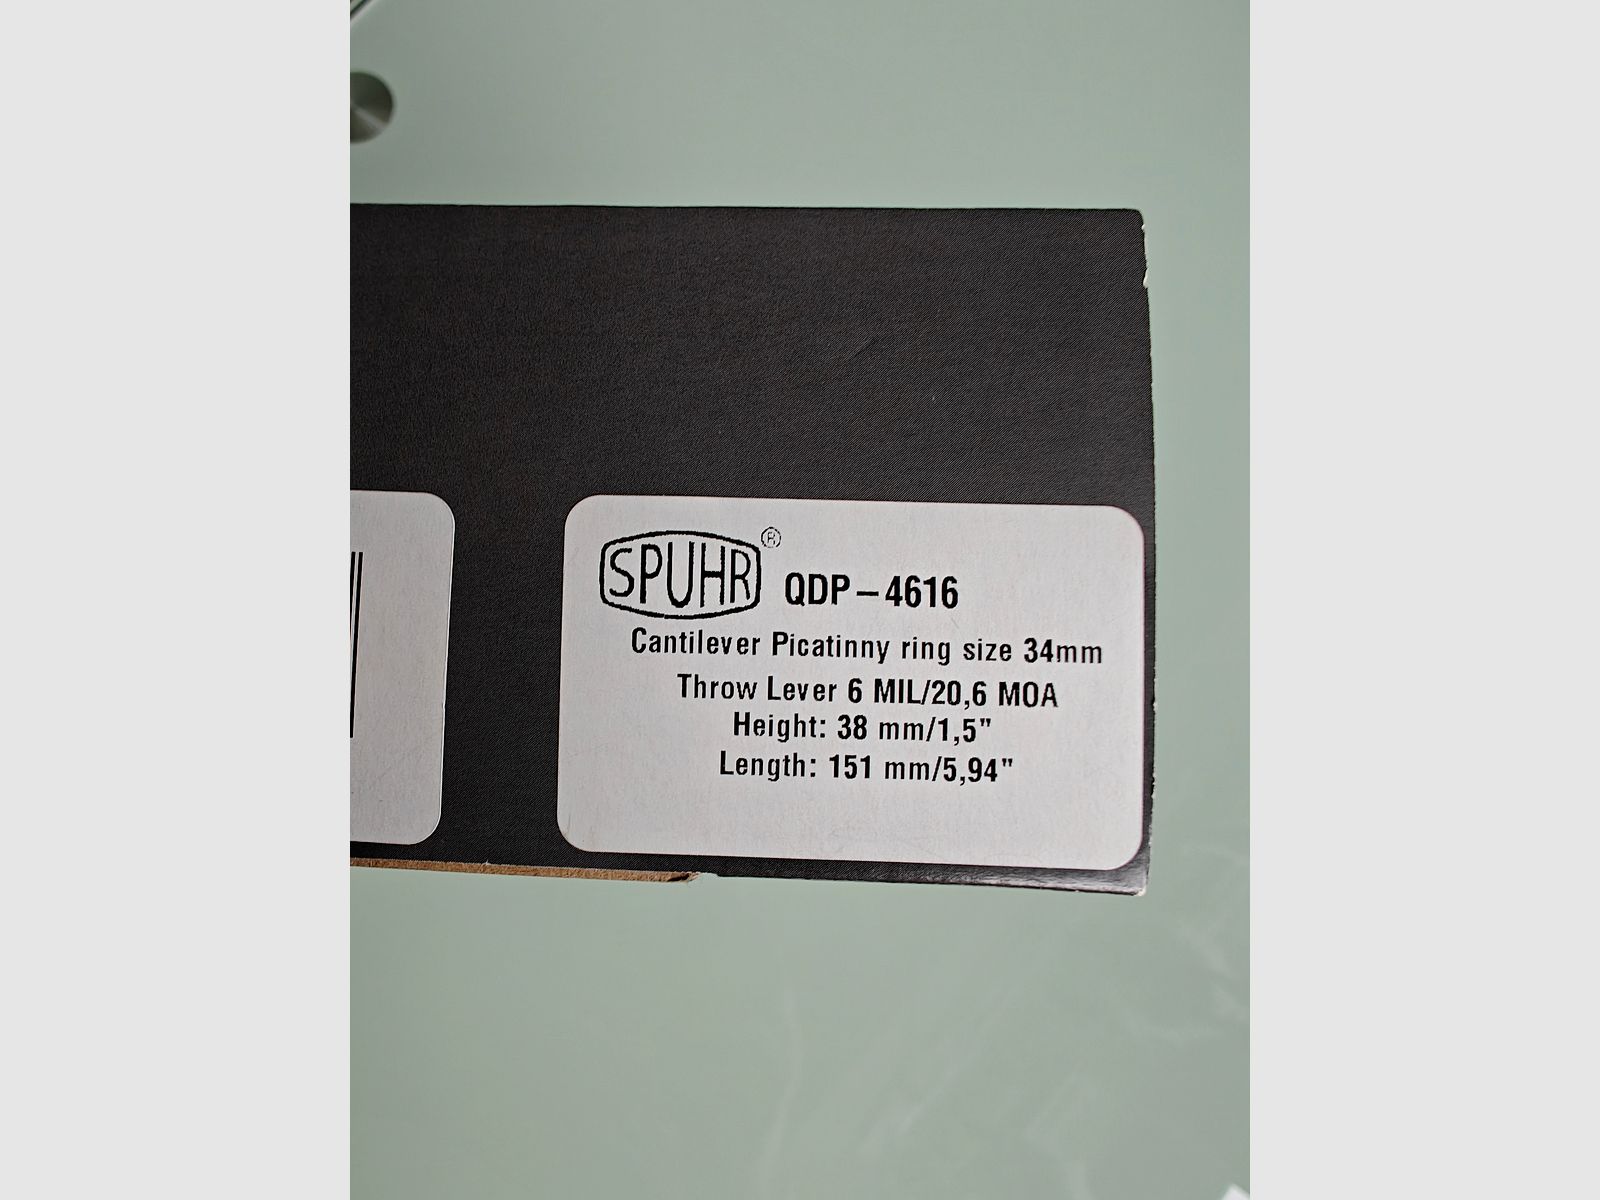 SPUHR® QDP-4616
Cantilever Picatinny ring size 34mm
Throw Lever 6 MIL/20,6 MOA
Height: 38 mm/1,5"
Length: 151 mm/5,94"